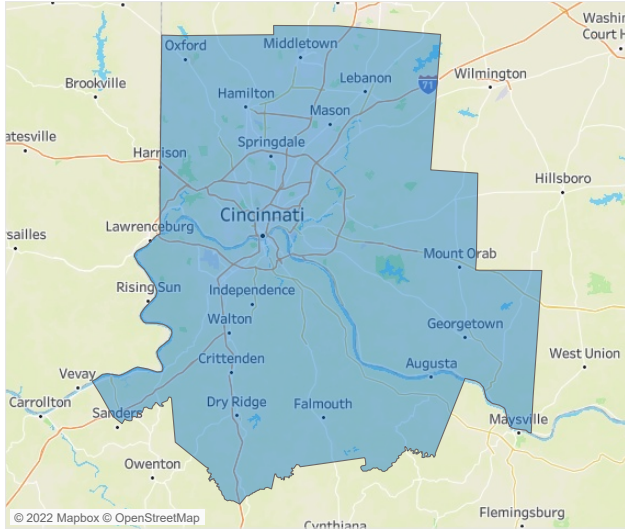 Washin
Court H
Oxford
Middletown
Brookville
Lebanon
71
Wilmington
Hamilton
Mason
atesville
Springdale
Harrison
Hillsboro
Cincinnati
Lawrenceburg
rsailles
Mount Orab
Rising Sun
Independence
Walton
Georgetown
West Union
Crittenden
Augusta
Vevay
Carrollton
Dry Ridge
Falmouth
Sanders
Maysville
Owenton
Flemingsburg
Cynthiana
© 2022 Mapbox © OpenStreetMap